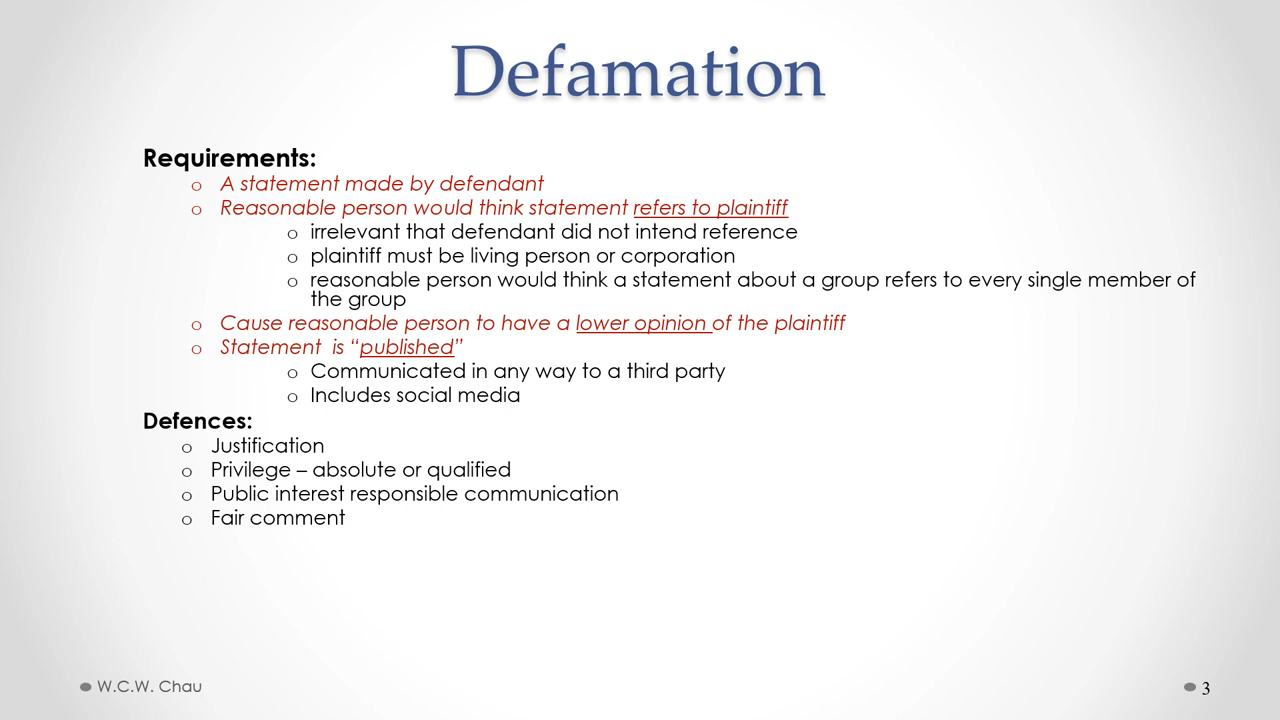 Defamation
Requirements:
o A statement made by defendant
o Reasonable person would think statement refers to plaintiff
o irrelevant that defendant did not intend reference
o plaintiff must be living person or corporation
o reasonable person would think a statement about a group refers to every single member of
the group
o Cause reasonable person to have a lower opinion of the plaintiff
o Statement is “published”
o Communicated in any way to a third party
o Includes social media
Defences:
o Justification
o Privilege – absolute or qualified
o Public interest responsible communication
o Fair comment
● W.C.W. Chau
● 3